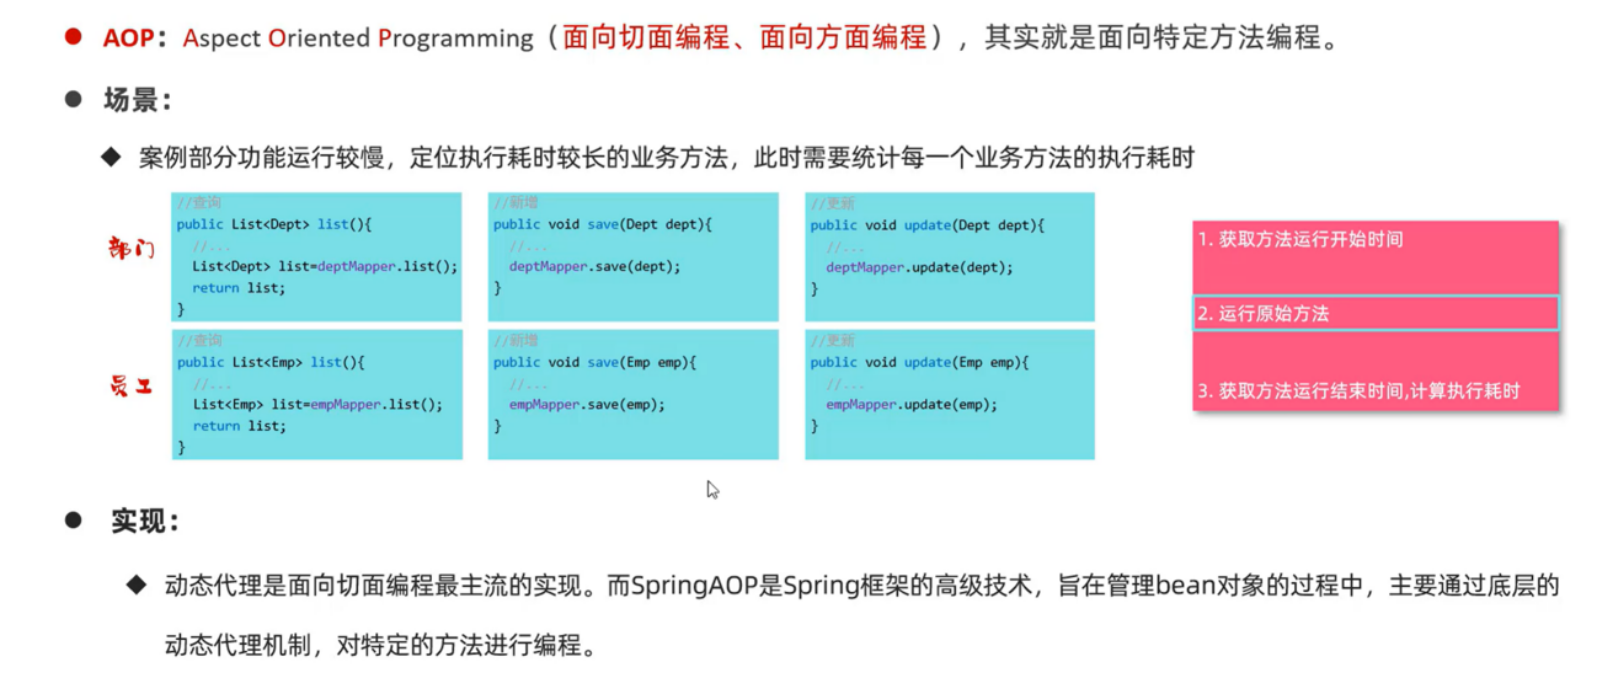 AOP：Aspect Oriented Programming（面向切面编程、面向方面编程），其实就是面向特定方法编程。
场景：
案例部分功能运行较慢，定位执行耗时较长的业务方法，此时需要统计每一个业务方法的执行耗时
部门
//查询
public List<Dept> list(){
//...
List<Dept> list=deptMapper.list();
return list;
}
//新增
public void save(Dept dept){
//...
deptMapper.save(dept);
}
//更新
public void update(Dept dept){
//...
deptMapper.update(dept);
}
员工
//查询
public List<Emp> list(){
//...
List<Emp> list=empMapper.list();
return list;
}
//新增
public void save(Emp emp){
//...
empMapper.save(emp);
}
//更新
public void update(Emp emp){
//...
empMapper.update(emp);
}
1. 获取方法运行开始时间
2. 运行原始方法
3. 获取方法运行结束时间,计算执行耗时
实现：
动态代理是面向切面编程最主流的实现。而SpringAOP是Spring框架的高级技术，旨在管理bean对象的过程中，主要通过底层的
动态代理机制，对特定的方法进行编程。